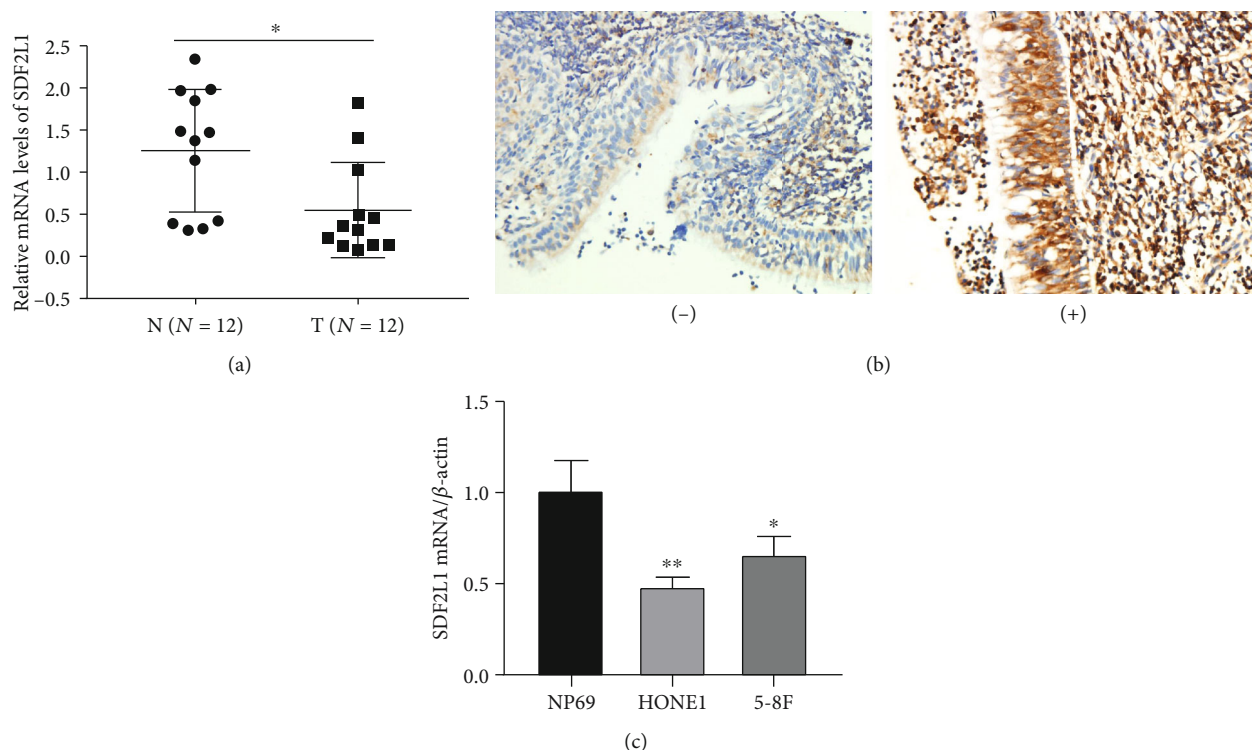 Relative mRNA levels of SDF2L1
2.5
2.0
1.5
1.0
0.5
0.0
−0.5
*
N (N = 12)
T (N = 12)
(a)
(−)
(+)
(b)
SDF2L1 mRNA/β-actin
1.5
1.0
0.5
0.0
**
*
NP69
HONE1
5-8F
(c)